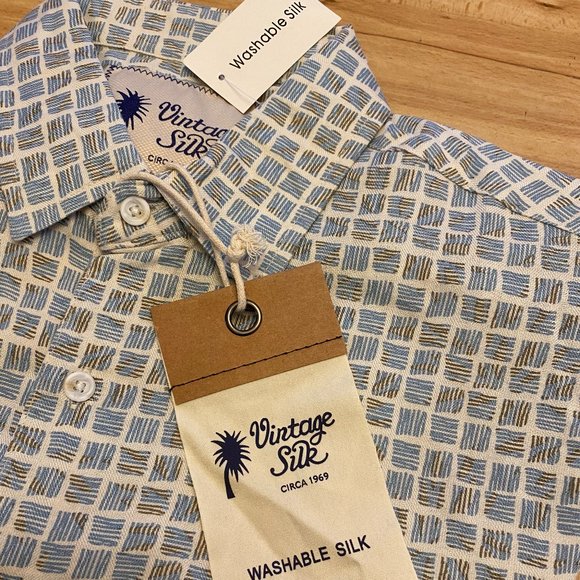 Washable Silk
Vintage
Silk
CIRCA
Vintage
Silk
CIRCA 1969
WASHABLE SILK